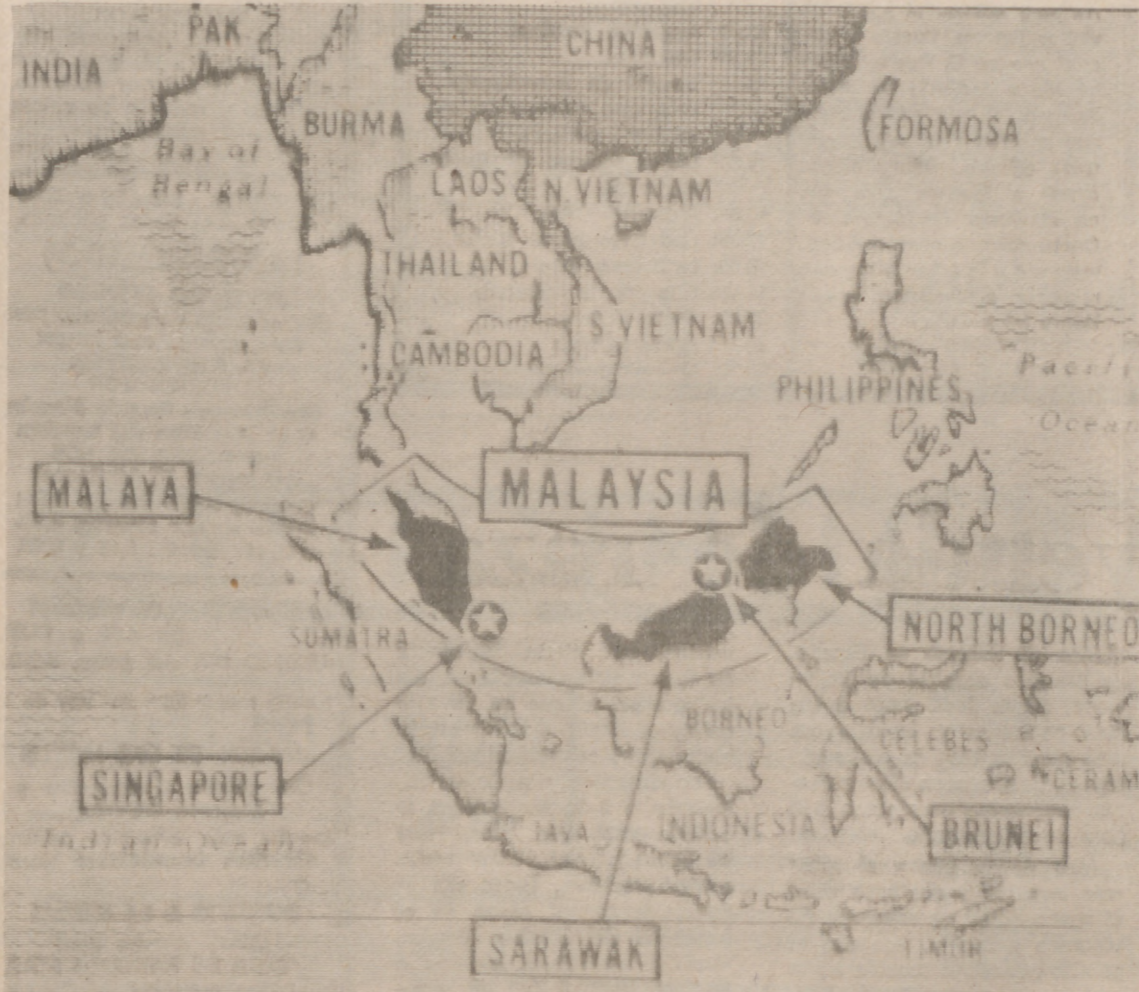 PAK
INDIA
CHINA
BURMA
FORMOSA
Bay of
Bengal
LAOS
N. VIETNAM
THAILAND
S. VIETNAM
CAMBODIA
Pacifi
PHILIPPINES
Ocean
MALAYSIA
MALAYA
SUMATRA
NORTH BORNEO
BORNEO
CELEBES
SINGAPORE
CERAM
Indian Ocean
JAVA
INDONESIA
BRUNEI
SARAWAK
TIMOR